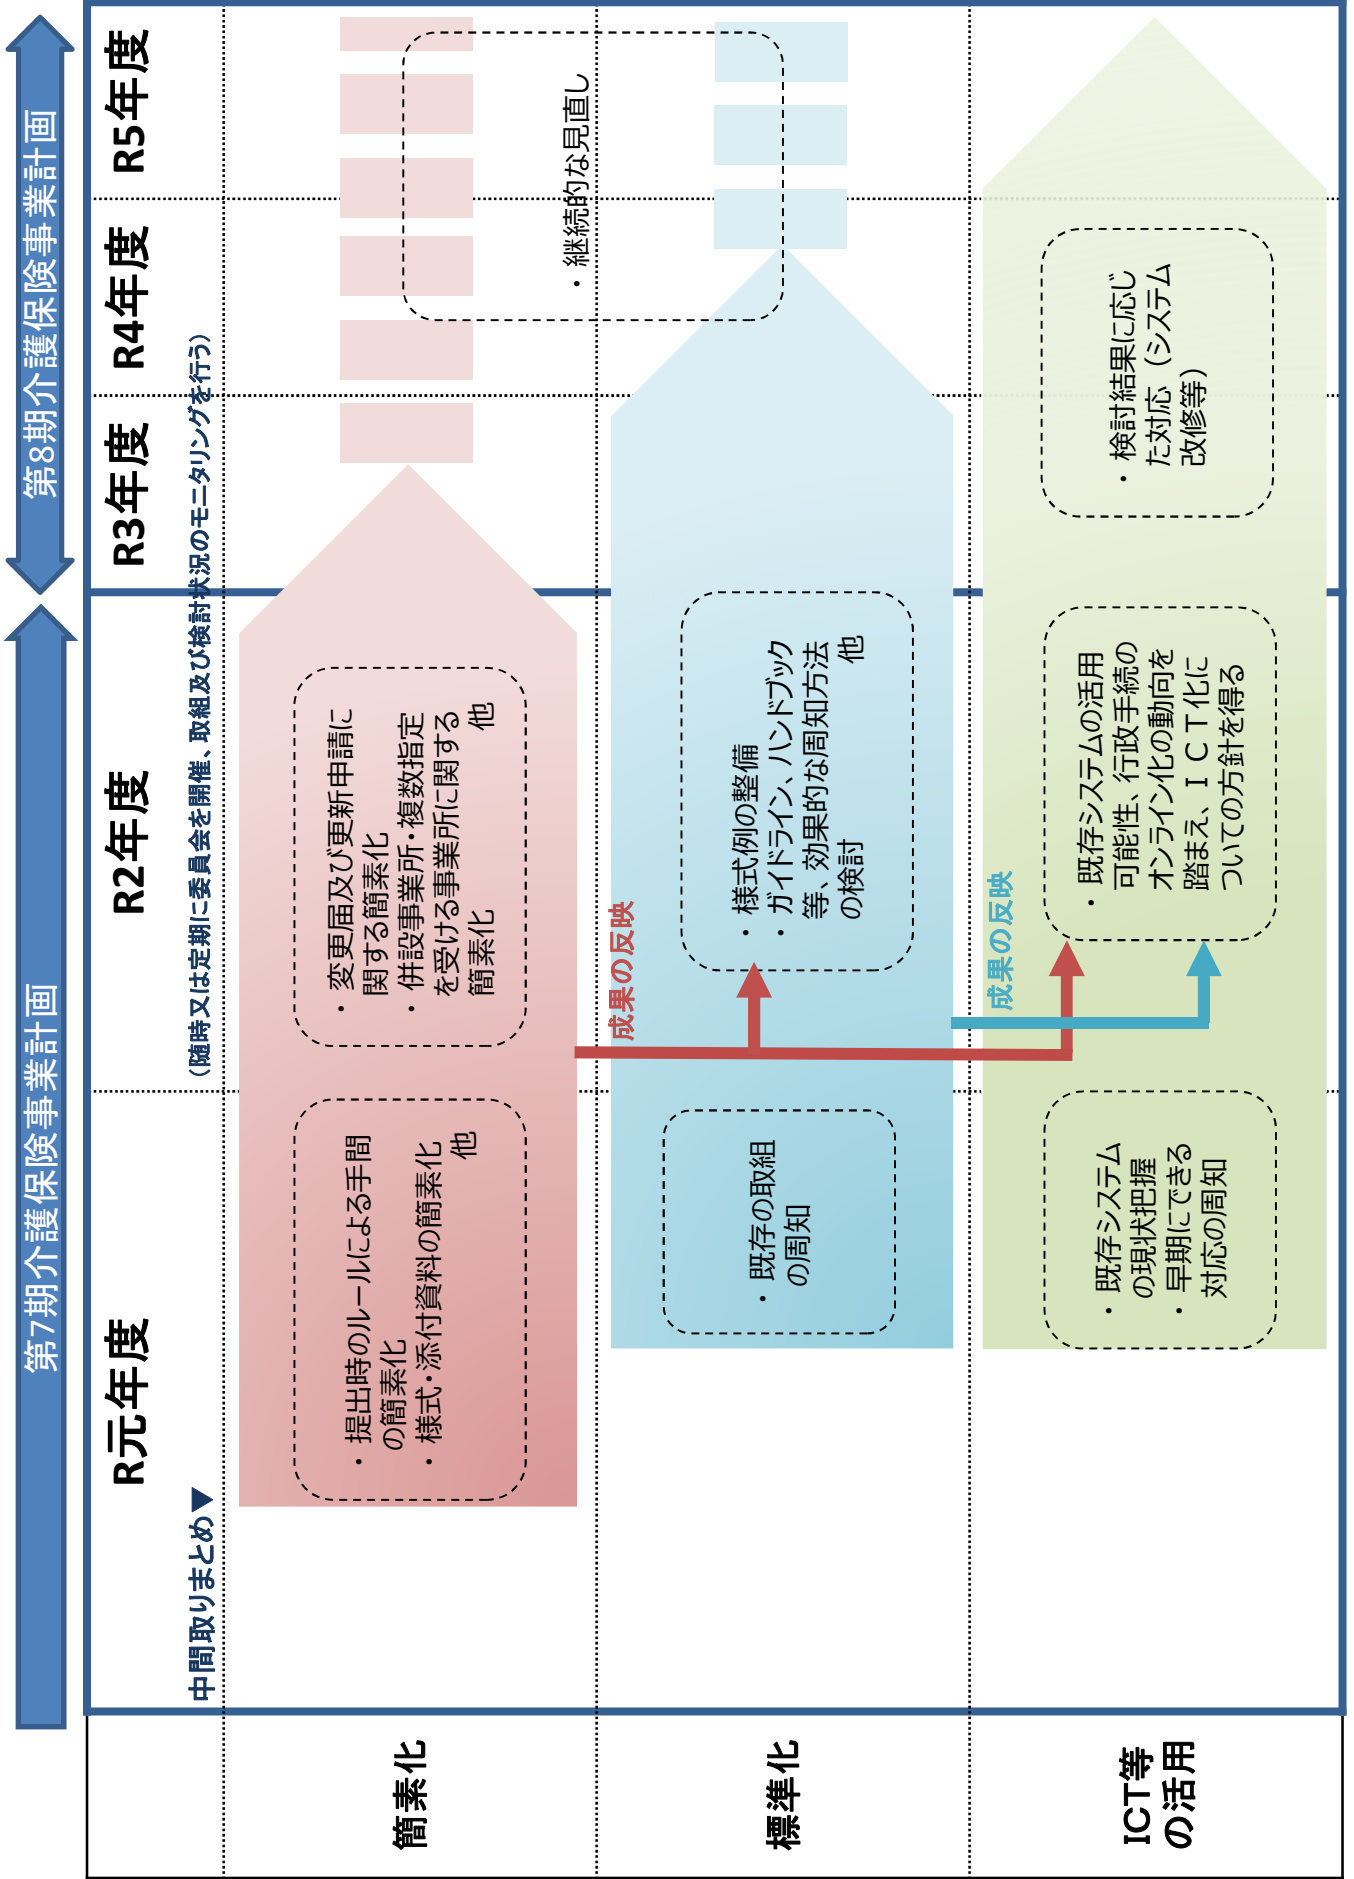 第7期介護保険事業計画
第8期介護保険事業計画
R元年度
R2年度
R3年度
R4年度
R5年度
中間取りまとめ▼
（随時又は定期に委員会を開催、取組及び検討状況のモニタリングを行う）
簡素化
・提出時のルールによる手間
の簡素化
・様式・添付資料の簡素化
他
・変更届及び更新申請に
関する簡素化
・併設事業所・複数指定
を受ける事業所に関する
簡素化　他
・継続的な見直し
成果の反映
標準化
・既存の取組
の周知
・様式例の整備
・ガイドライン、ハンドブック
等、効果的な周知方法
の検討　他
成果の反映
ICT等
の活用
・既存システム
の現状把握
・早期にできる
対応の周知
・既存システムの活用
可能性、行政手続の
オンライン化の動向を
踏まえ、ＩＣＴ化に
ついての方針を得る
・検討結果に応じ
た対応（システム
改修等）